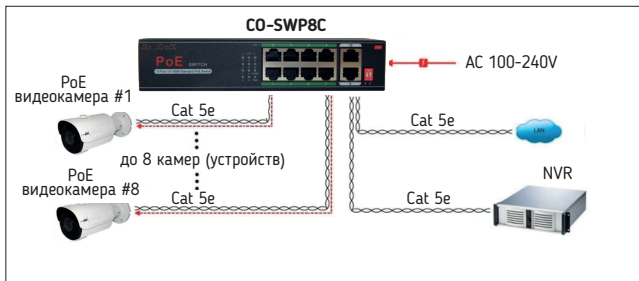 CO-SWP8C
PoE SWITCH
AC 100-240V
PoE
видеокамера #1
Cat 5e
Cat 5e
LAN
до 8 камер (устройств)
PoE
видеокамера #8
Cat 5e
Cat 5e
NVR